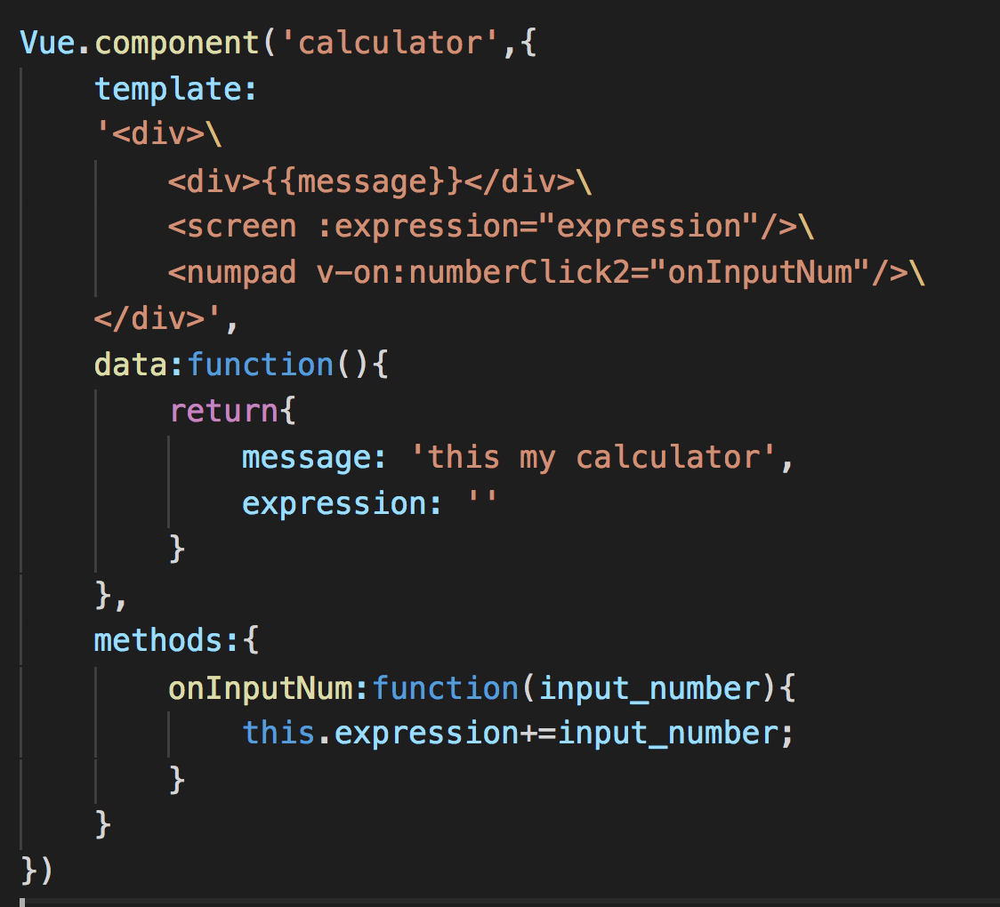 Vue.component('calculator',{
    template:
    '<div>\
        <div>{{message}}</div>\
        <screen :expression="expression"/>\
        <numpad v-on:numberClick2="onInputNum"/>\
    </div>',
    data:function(){
        return{
            message: 'this my calculator',
            expression: ''
        }
    },
    methods:{
        onInputNum:function(input_number){
            this.expression+=input_number;
        }
    }
})